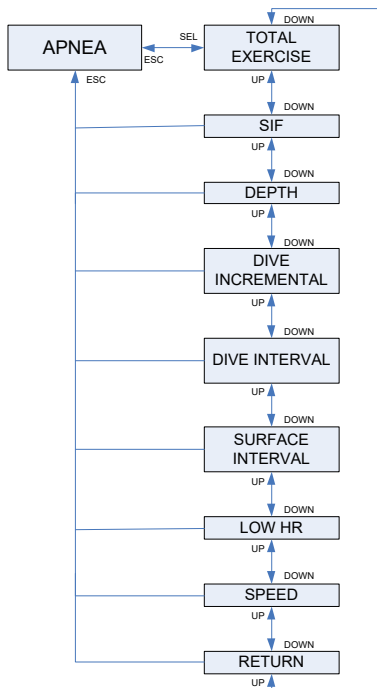 DOWN
APNEA
SEL
ESC
TOTAL
EXERCISE
ESC
UP
DOWN
SIF
UP
DOWN
DEPTH
UP
DOWN
DIVE
INCREMENTAL
UP
DOWN
DIVE INTERVAL
UP
DOWN
SURFACE
INTERVAL
UP
DOWN
LOW HR
UP
DOWN
SPEED
UP
DOWN
RETURN
UP